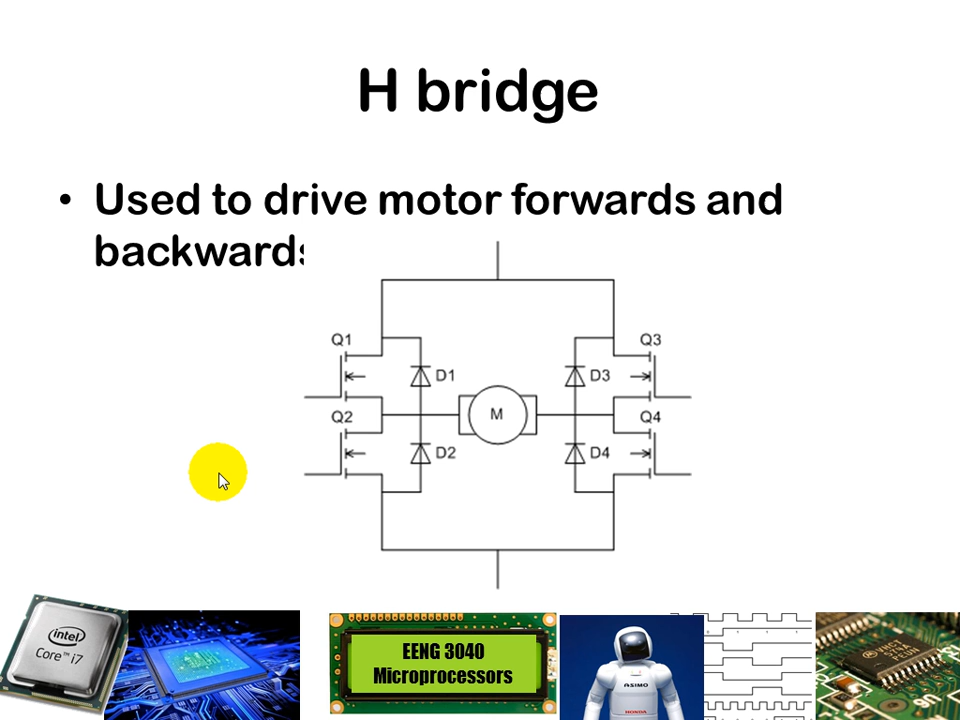 H bridge
• Used to drive motor forwards and
backwards
Q1
Q3
D1
D3
M
Q2
Q4
D2
D4
intel
Core™ i7
EENG 3040
Microprocessors
ASIMO
HONDA